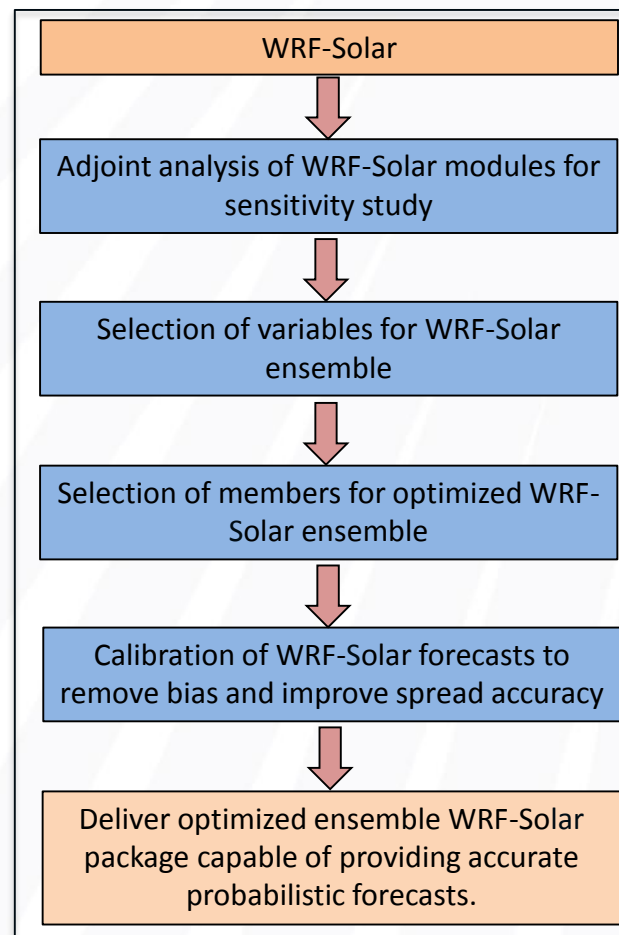 WRF-Solar
Adjoint analysis of WRF-Solar modules for
sensitivity study
Selection of variables for WRF-Solar
ensemble
Selection of members for optimized WRF-
Solar ensemble
Calibration of WRF-Solar forecasts to
remove bias and improve spread accuracy
Deliver optimized ensemble WRF-Solar
package capable of providing accurate
probabilistic forecasts.